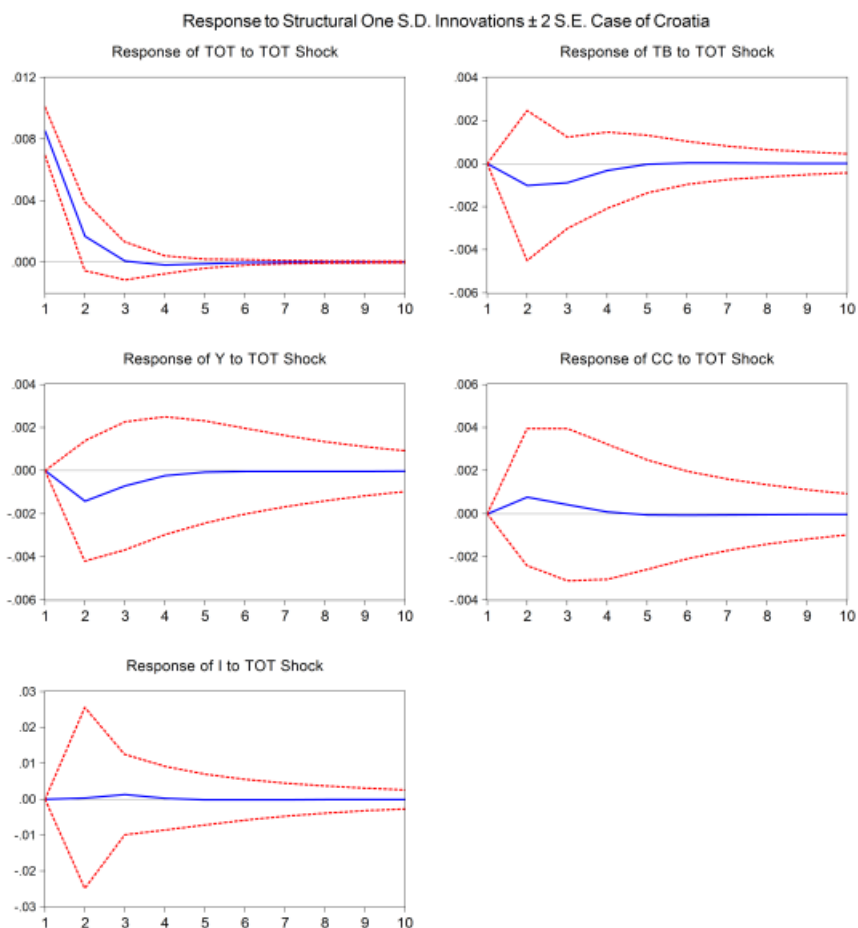 Response to Structural One S.D. Innovations ± 2 S.E. Case of Croatia
Response of TOT to TOT Shock
.012
.008
.004
.000
1 2 3 4 5 6 7 8 9 10
Response of TB to TOT Shock
.004
.002
.000
-.002
-.004
-.006
1 2 3 4 5 6 7 8 9 10
Response of Y to TOT Shock
.004
.002
.000
-.002
-.004
-.006
1 2 3 4 5 6 7 8 9 10
Response of CC to TOT Shock
.006
.004
.002
.000
-.002
-.004
1 2 3 4 5 6 7 8 9 10
Response of I to TOT Shock
.03
.02
.01
.00
-.01
-.02
-.03
1 2 3 4 5 6 7 8 9 10